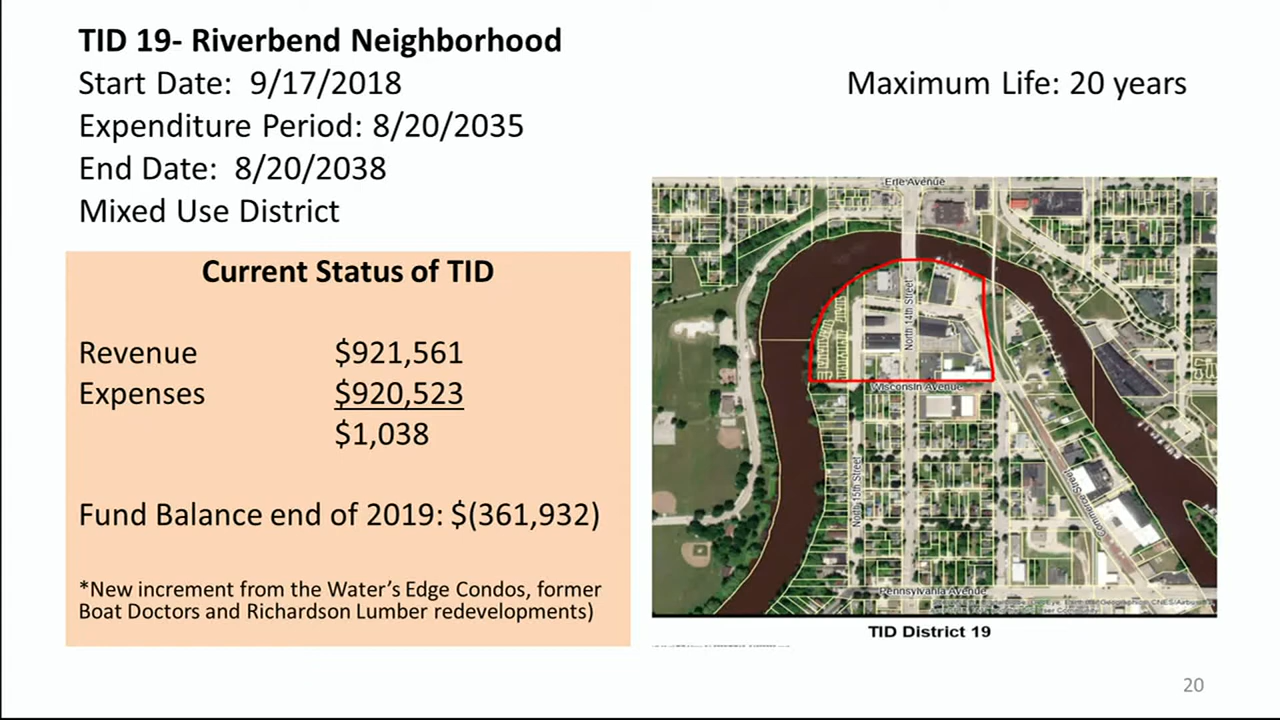 TID 19- Riverbend Neighborhood
Start Date: 9/17/2018
Maximum Life: 20 years
Expenditure Period: 8/20/2035
End Date: 8/20/2038
Mixed Use District
Current Status of TID
Revenue $921,561
Expenses $920,523
$1,038
Fund Balance end of 2019: $(361,932)
*New increment from the Water's Edge Condos, former
Boat Doctors and Richardson Lumber redevelopments)
Erie Avenue
North 14th Street
Wisconsin Avenue
North 15th Street
Commerce Street
Pennsylvania Avenue
TID District 19
20